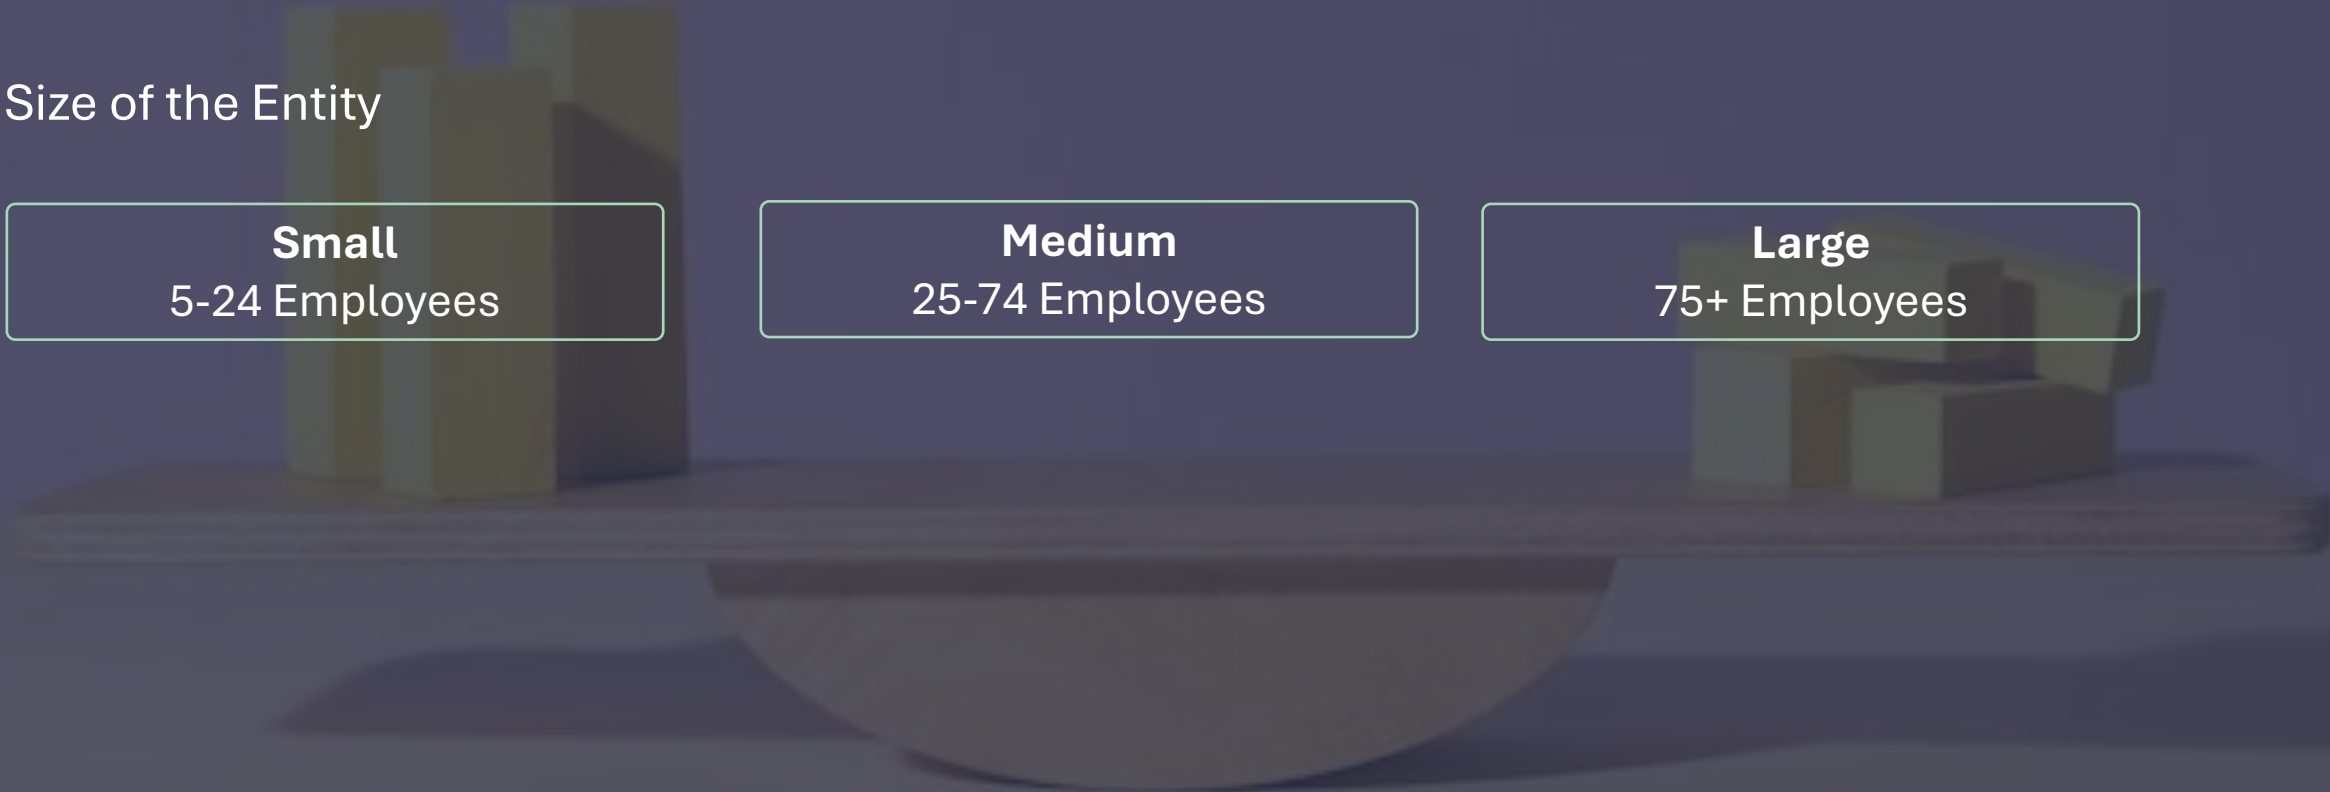 Size of the Entity
Small
5-24 Employees
Medium
25-74 Employees
Large
75+ Employees